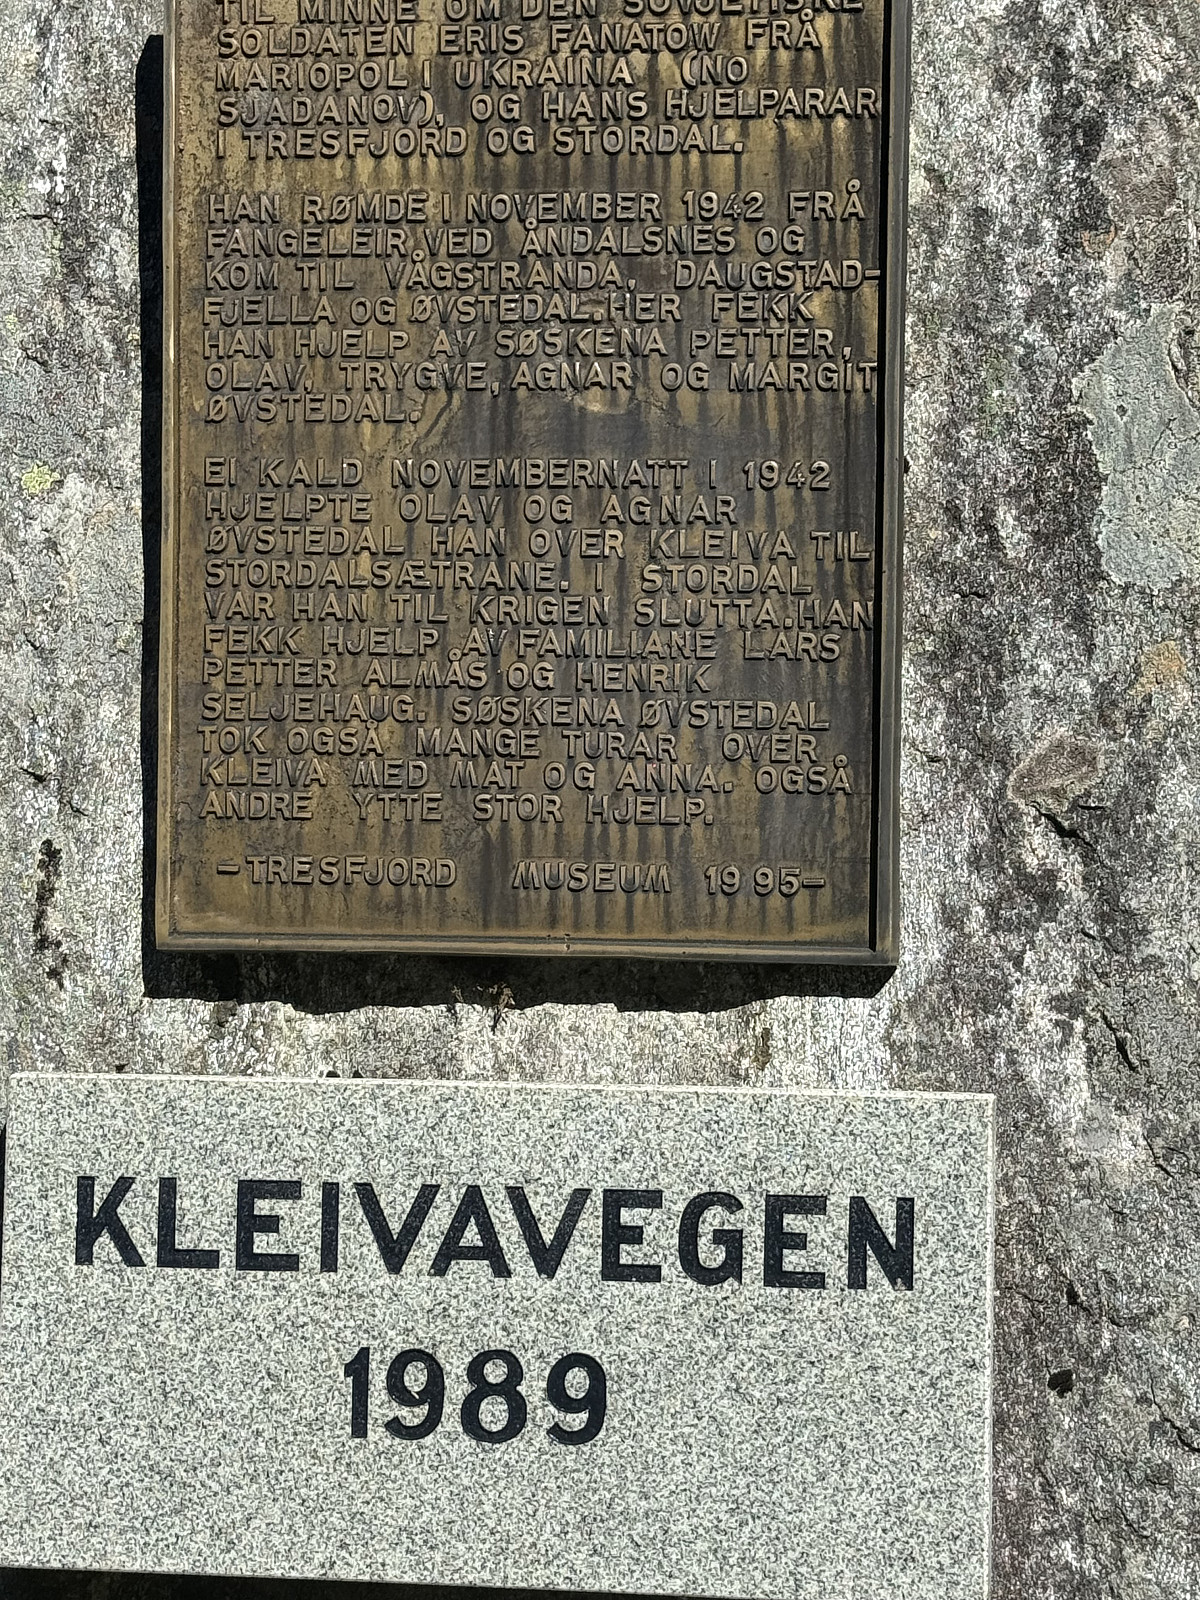 TIL MINNE OM DEN SOVJETISKE
SOLDATEN ERIS FANATOW FRÅ
MARIOPOL I UKRAINA (NO
SJADANOV), OG HANS HJELPARAR
I TRESFJORD OG STORDAL.
HAN RØMDE I NOVEMBER 1942 FRÅ
FANGELEIR VED ÅNDALSNES OG
KOM TIL VÅGSTRANDA, DAUGSTAD-
FJELLA OG ØVSTEDAL. HER FEKK
HAN HJELP AV SØSKENA PETTER,
OLAV, TRYGVE, AGNAR OG MARGIT
ØVSTEDAL.
EI KALD NOVEMBERNATT I 1942
HJELPTE OLAV OG AGNAR
ØVSTEDAL HAN OVER KLEIVA TIL
STORDALSÆTRANE. I STORDAL
VAR HAN TIL KRIGEN SLUTTA. HAN
FEKK HJELP AV FAMILIANE LARS
PETTER ALMÅS OG HENRIK
SELJEHAUG. SØSKENA ØVSTEDAL
TOK OGSÅ MANGE TURAR OVER
KLEIVA MED MAT OG ANNA. OGSÅ
ANDRE YTTE STOR HJELP.
-TRESFJORD MUSEUM 1995-
KLEIVAVEGEN
1989